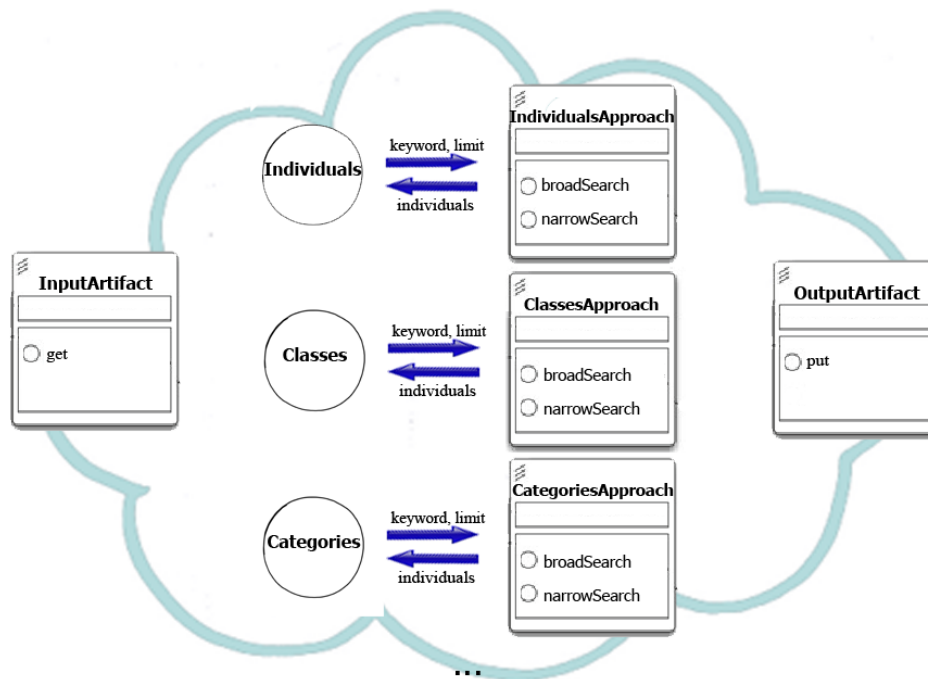 IndividualsApproach
keyword, limit
Individuals
broadSearch
individuals
narrowSearch
InputArtifact
get
OutputArtifact
put
ClassesApproach
keyword, limit
Classes
broadSearch
individuals
narrowSearch
CategoriesApproach
keyword, limit
Categories
broadSearch
individuals
narrowSearch
...